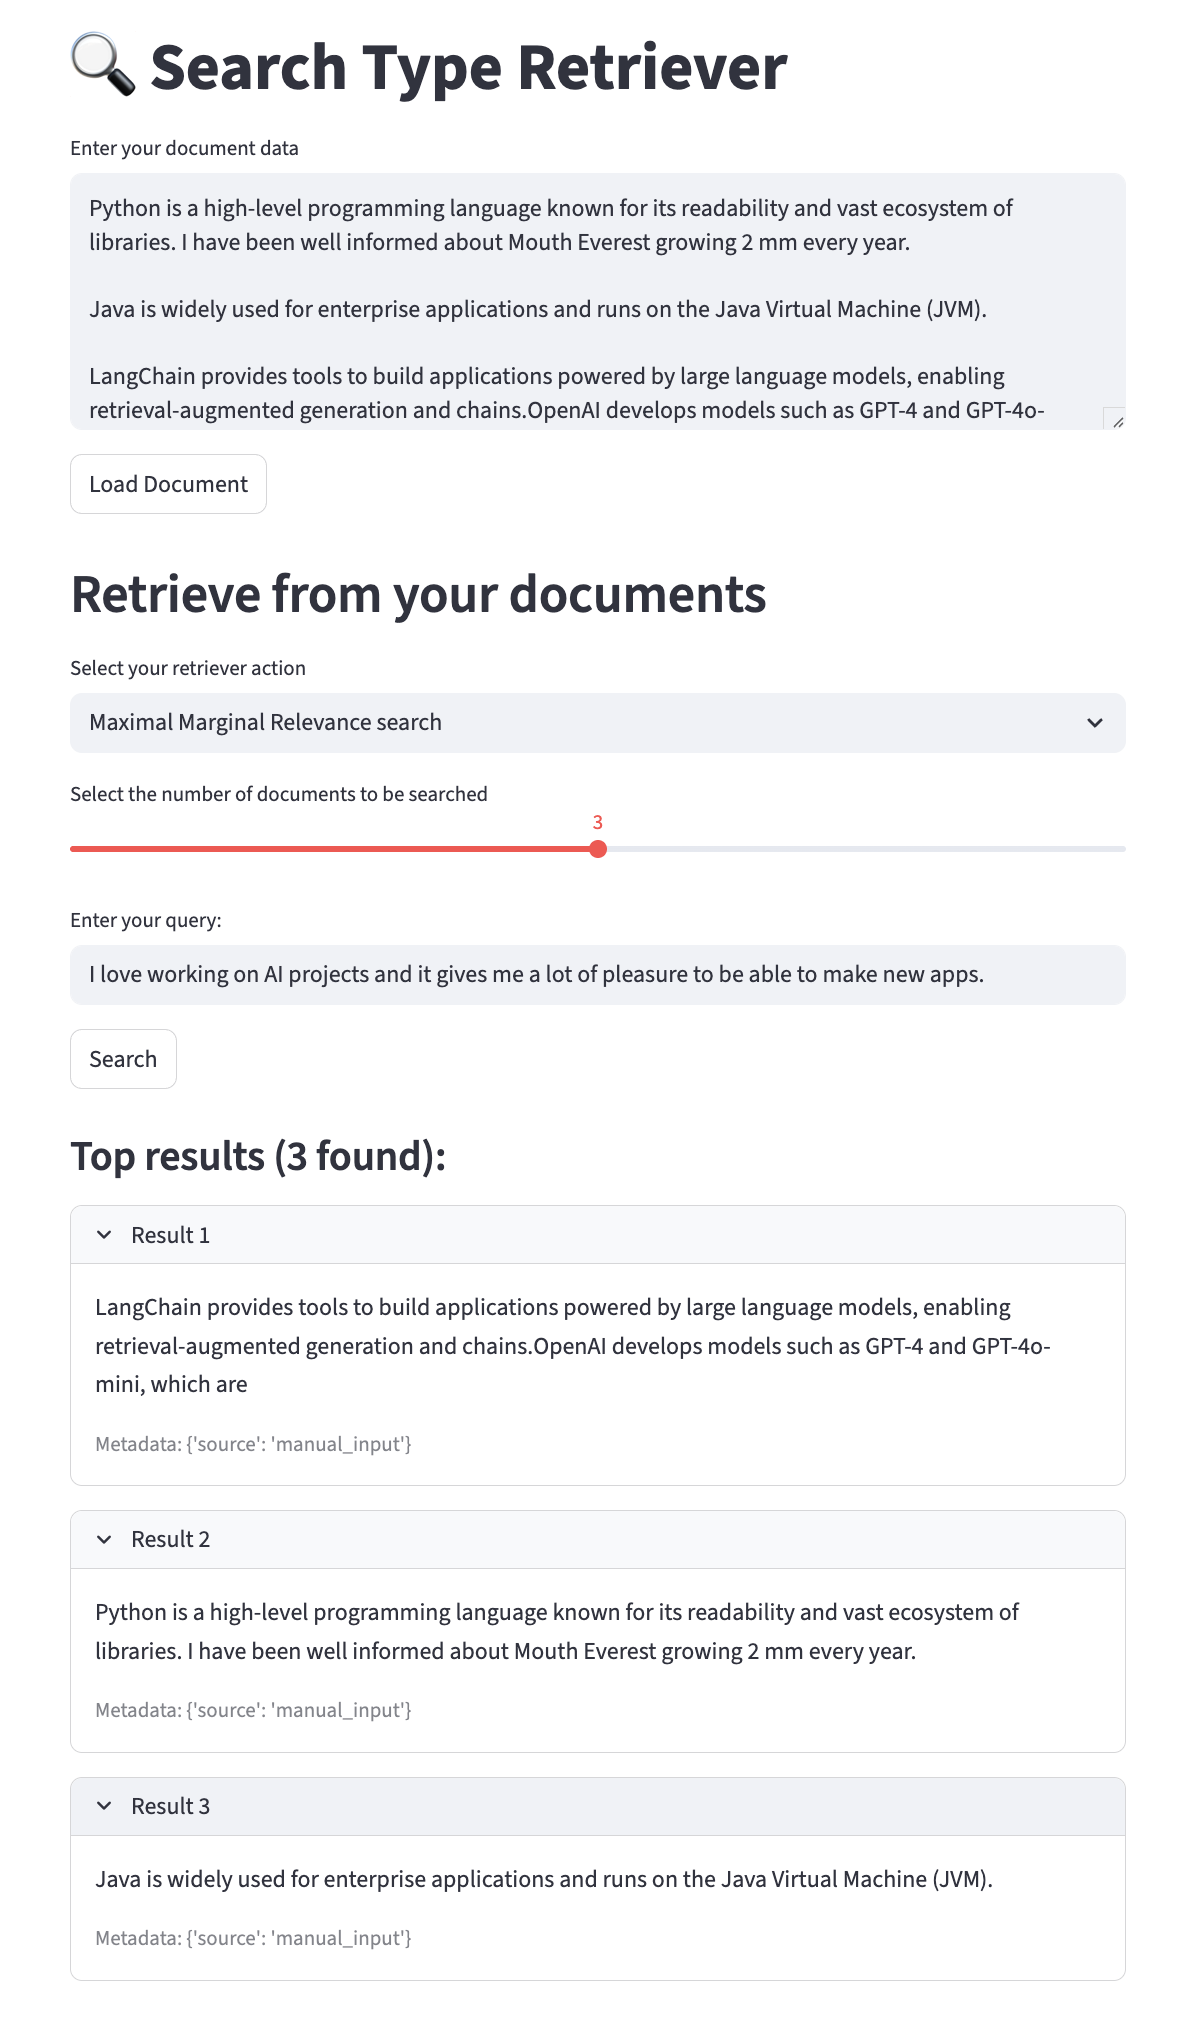 Search Type Retriever
Enter your document data
Python is a high-level programming language known for its readability and vast ecosystem of
libraries. I have been well informed about Mouth Everest growing 2 mm every year.
Java is widely used for enterprise applications and runs on the Java Virtual Machine (JVM).
LangChain provides tools to build applications powered by large language models, enabling
retrieval-augmented generation and chains.OpenAI develops models such as GPT-4 and GPT-4o-
Load Document
Retrieve from your documents
Select your retriever action
Maximal Marginal Relevance search
Select the number of documents to be searched
3
Enter your query:
I love working on AI projects and it gives me a lot of pleasure to be able to make new apps.
Search
Top results (3 found):
Result 1
LangChain provides tools to build applications powered by large language models, enabling
retrieval-augmented generation and chains.OpenAI develops models such as GPT-4 and GPT-4o-
mini, which are
Metadata: {'source': 'manual_input'}
Result 2
Python is a high-level programming language known for its readability and vast ecosystem of
libraries. I have been well informed about Mouth Everest growing 2 mm every year.
Metadata: {'source': 'manual_input'}
Result 3
Java is widely used for enterprise applications and runs on the Java Virtual Machine (JVM).
Metadata: {'source': 'manual_input'}